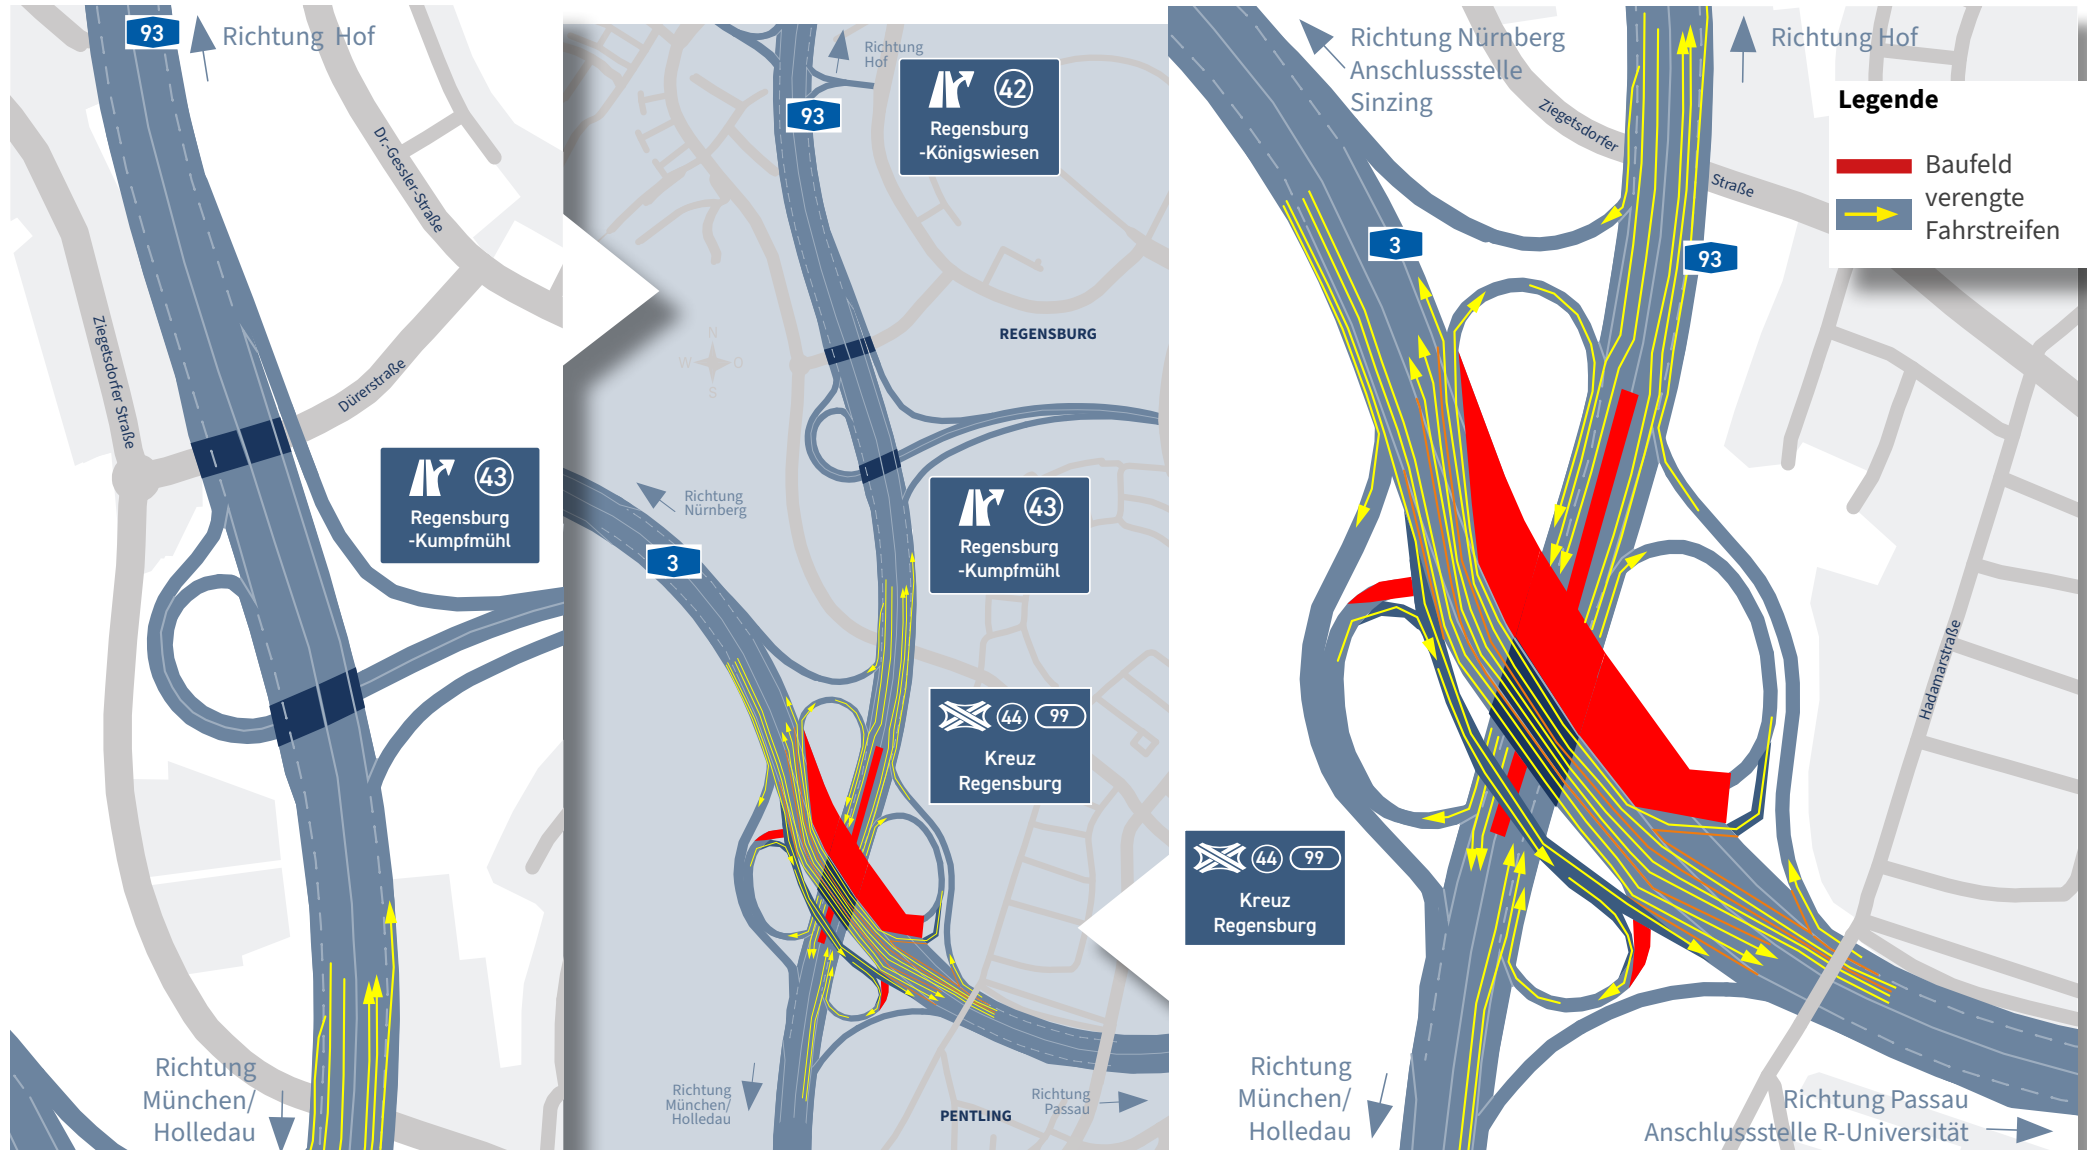 93
Richtung Hof
Dr.-Gessler-Straße
Ziegetsdorfer Straße
Dürerstraße
43
Regensburg
-Kumpfmühl
Richtung
München/
Holledau
Richtung
Hof
93
42
Regensburg
-Königswiesen
REGENSBURG
N
W
O
S
Richtung
Nürnberg
3
43
Regensburg
-Kumpfmühl
44
99
Kreuz
Regensburg
Richtung
München/
Holledau
PENTLING
Richtung
Passau
Richtung Nürnberg
Anschlussstelle
Sinzing
Richtung Hof
Ziegetsdorfer
Straße
Legende
Baufeld
verengte
Fahrstreifen
3
93
Hadamarstraße
44
99
Kreuz
Regensburg
Richtung
München/
Holledau
Richtung Passau
Anschlussstelle R-Universität